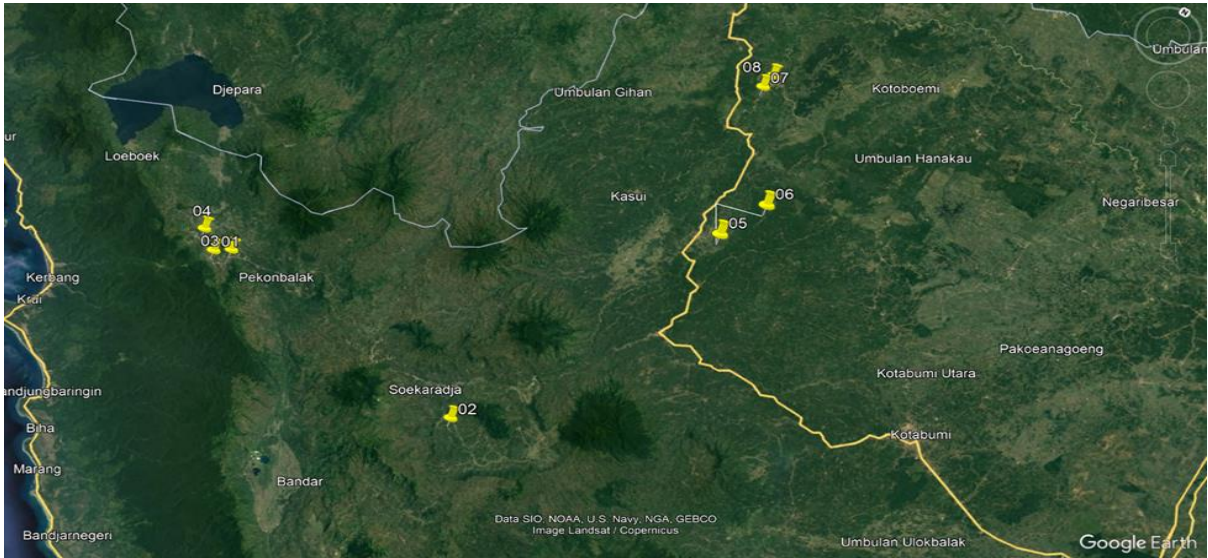 N
Umbulan
08
07
Djepara
Umbulan Gihan
Kotoboemi
ur
Loeboek
Umbulan Hanakau
Kasui
06
Negaribesar
04
05
03
01
Kerbang
Pekonbalak
Krui
Pakoeanagoeng
Kotabumi Utara
andjungbaringin
Soekaradja
02
Biha
Kotabumi
Marang
Bandar
Data SIO, NOAA, U.S. Navy, NGA, GEBCO
Image Landsat / Copernicus
Bandjarnegeri
Umbulan Ulokbalak
Google Earth